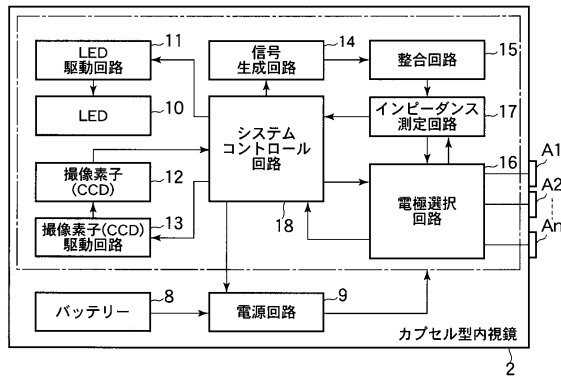 LED
駆動回路
11
信号
生成回路
14
整合回路
15
LED
10
システム
コントロール
回路
18
インピーダンス
測定回路
17
撮像素子
(CCD)
12
電極選択
回路
16
A1
A2
An
撮像素子(CCD)
駆動回路
13
バッテリー
8
電源回路
9
カプセル型内視鏡
2